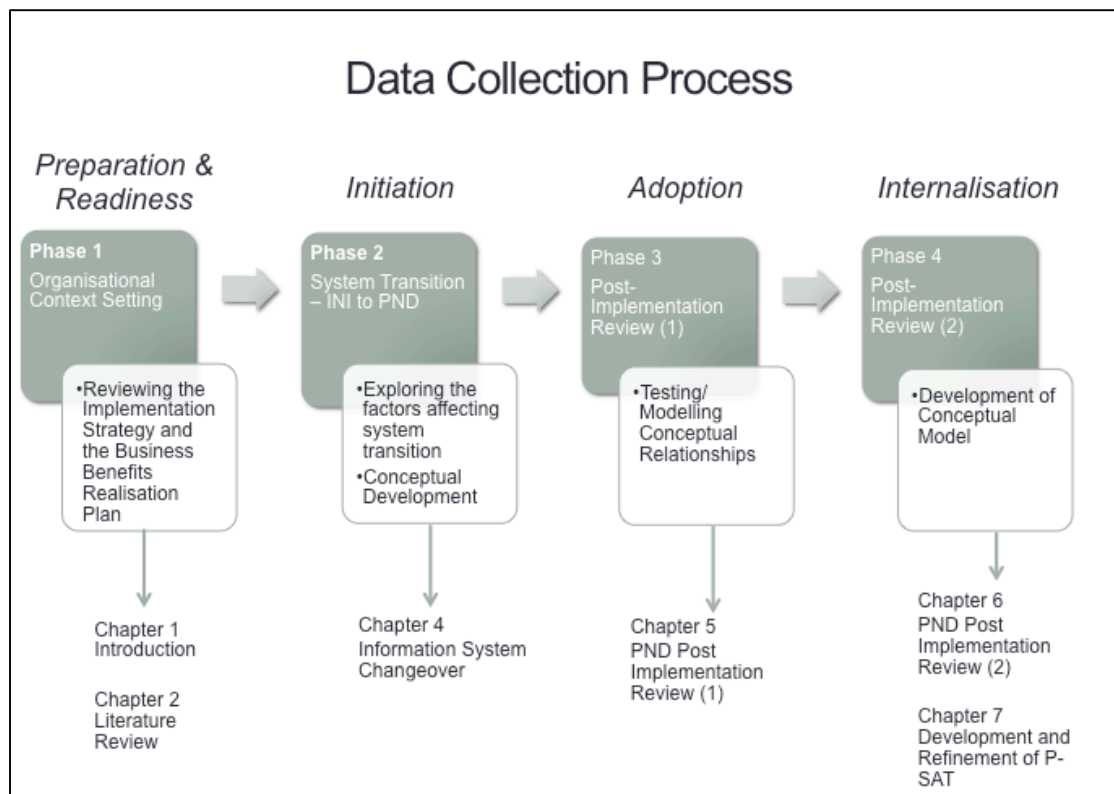 Data Collection Process
Preparation &
Readiness
Initiation
Adoption
Internalisation
Phase 1
Organisational
Context Setting
•Reviewing the
Implementation
Strategy and
the Business
Benefits
Realisation
Plan
Chapter 1
Introduction
Chapter 2
Literature
Review
Phase 2
System Transition
– INI to PND
•Exploring the
factors affecting
system
transition
•Conceptual
Development
Chapter 4
Information System
Changeover
Phase 3
Post-
Implementation
Review (1)
•Testing/
Modelling
Conceptual
Relationships
Chapter 5
PND Post
Implementation
Review (1)
Phase 4
Post-
Implementation
Review (2)
•Development of
Conceptual
Model
Chapter 6
PND Post
Implementation
Review (2)
Chapter 7
Development and
Refinement of P-
SAT